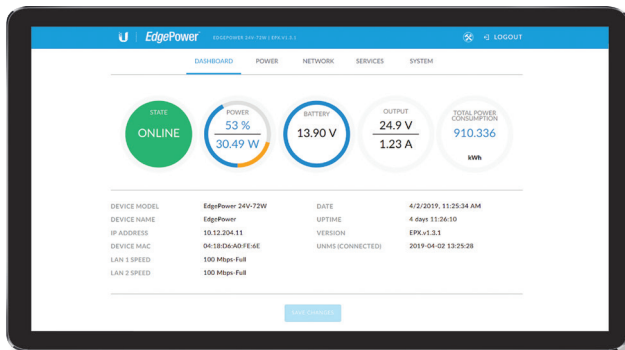 EdgePower EDGEPOWER 24V-72W | EPX.v1.3.1 LOGOUT
DASHBOARD POWER NETWORK SERVICES SYSTEM
STATE
ONLINE
POWER
53 %
30.49 W
BATTERY
13.90 V
OUTPUT
24.9 V
1.23 A
TOTAL POWER
CONSUMPTION
910.336
kWh
DEVICE MODEL EdgePower 24V-72W DATE 4/2/2019, 11:25:34 AM
DEVICE NAME EdgePower UPTIME 4 days 11:26:10
IP ADDRESS 10.12.204.11 VERSION EPX.v1.3.1
DEVICE MAC 04:18:D6:A0:FE:6E UNMS (CONNECTED) 2019-04-02 13:25:28
LAN 1 SPEED 100 Mbps-Full
LAN 2 SPEED 100 Mbps-Full
SAVE CHANGES